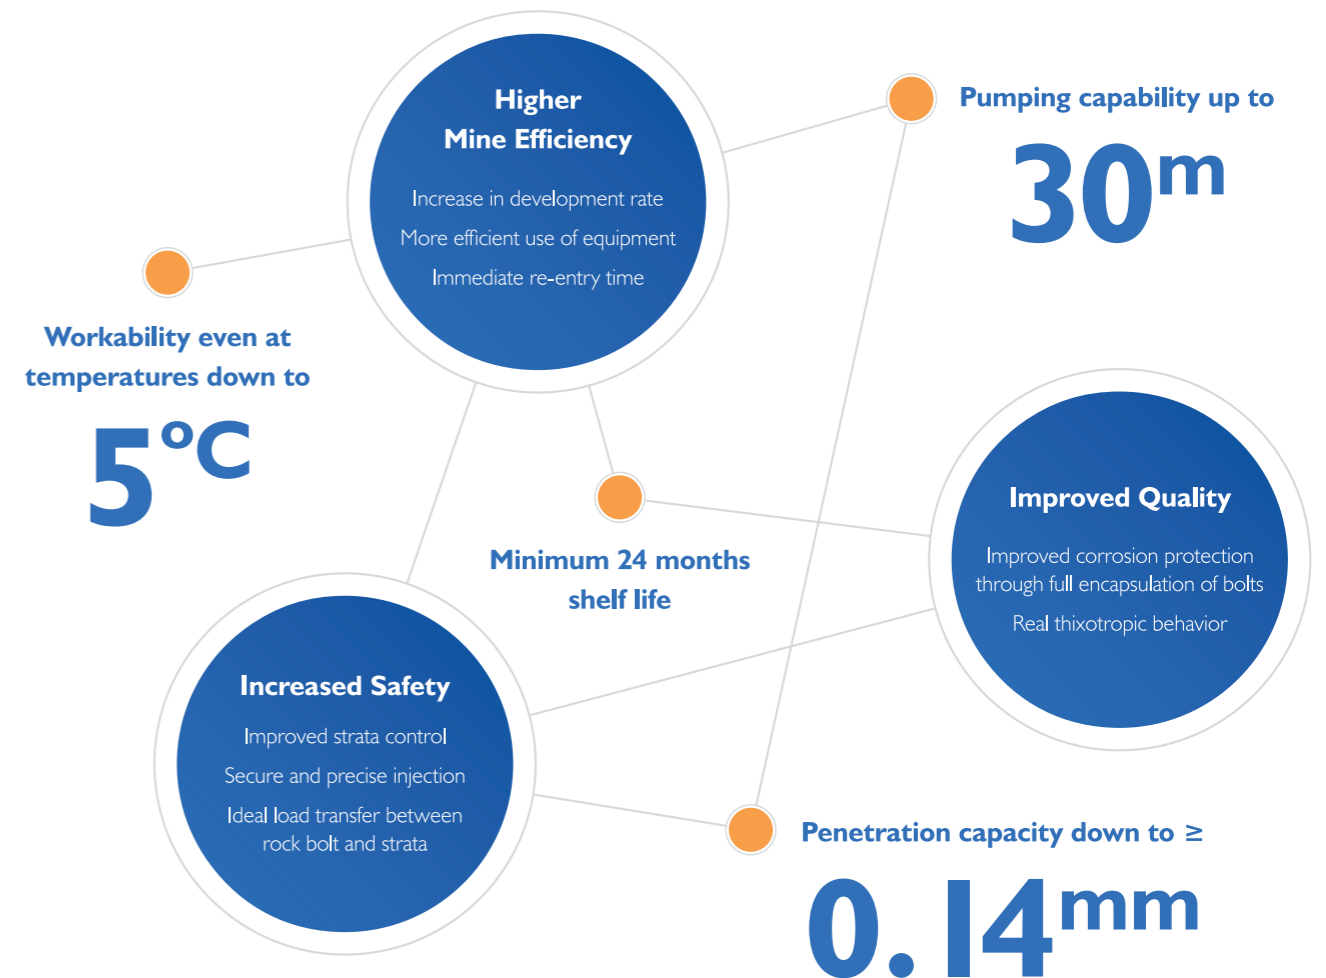 Higher
Mine Efficiency
Increase in development rate
More efficient use of equipment
Immediate re-entry time
Pumping capability up to
30m
Workability even at
temperatures down to
5°C
Minimum 24 months
shelf life
Improved Quality
Improved corrosion protection
through full encapsulation of bolts
Real thixotropic behavior
Increased Safety
Improved strata control
Secure and precise injection
Ideal load transfer between
rock bolt and strata
Penetration capacity down to ≥
0.14mm